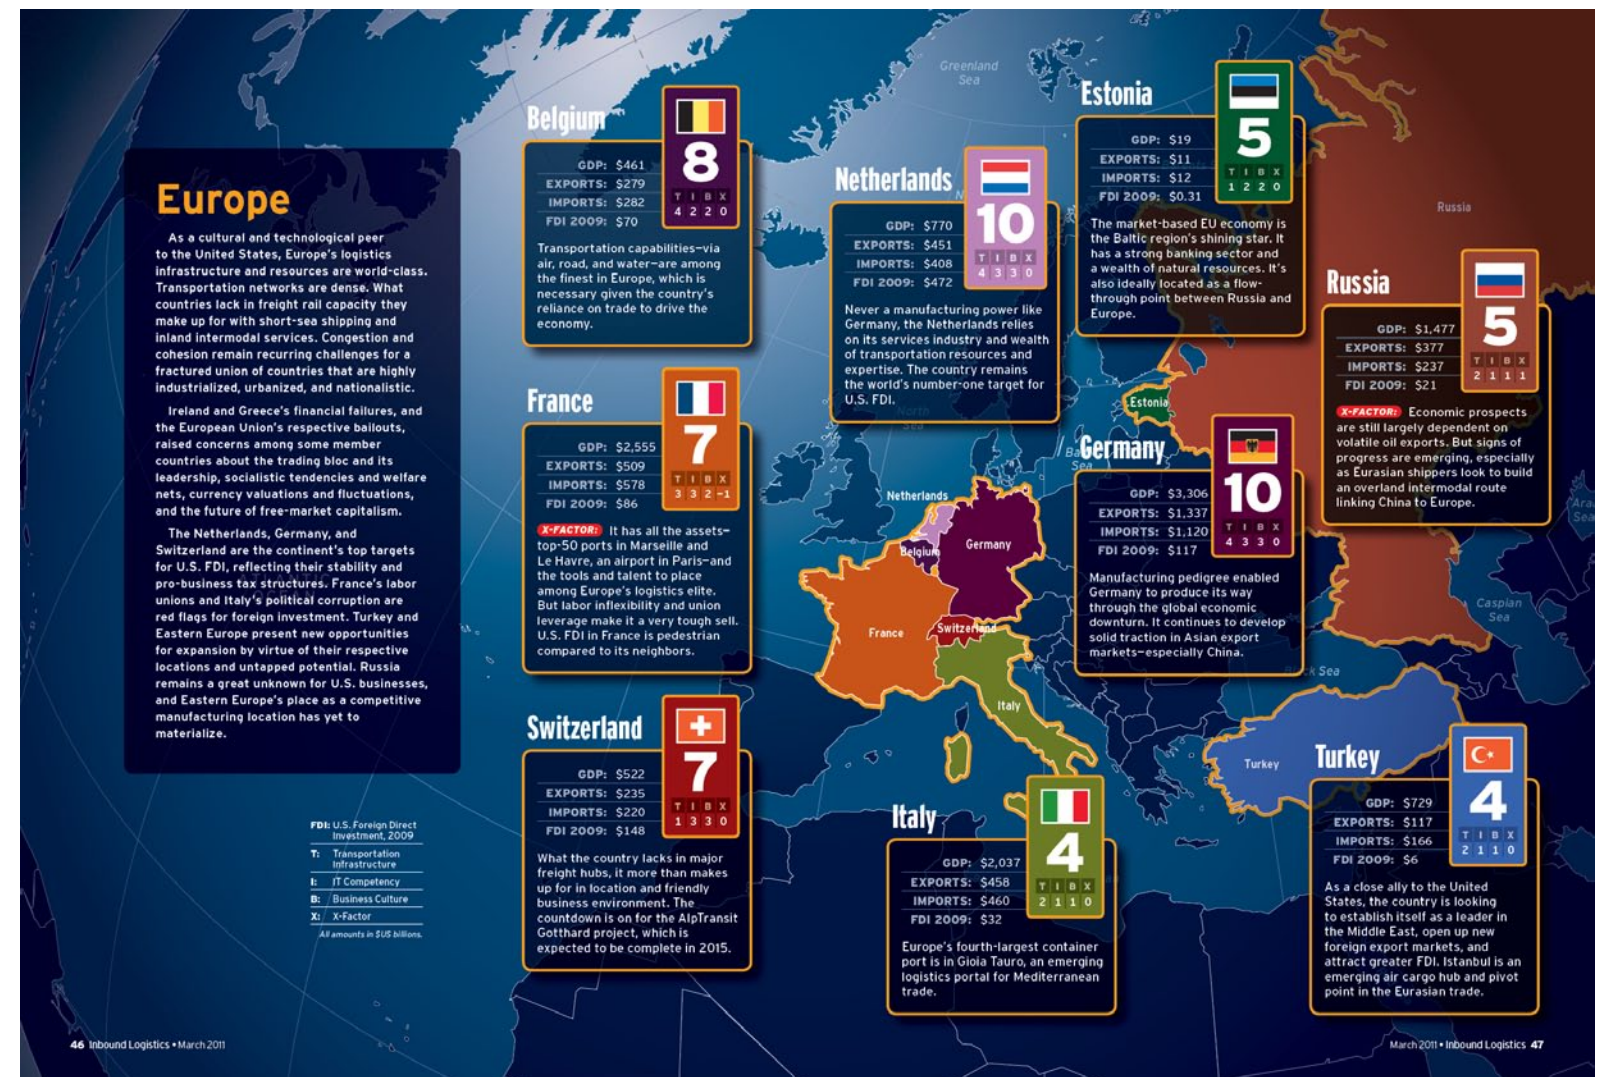 Europe
As a cultural and technological peer
to the United States, Europe's logistics
infrastructure and resources are world-class.
Transportation networks are dense. What
countries lack in freight rail capacity they
make up for with short-sea shipping and
inland intermodal services. Congestion and
cohesion remain recurring challenges for a
fractured union of countries that are highly
industrialized, urbanized, and nationalistic.
Ireland and Greece's financial failures, and
the European Union's respective bailouts,
raised concerns among some member
countries about the trading bloc and its
leadership, socialistic tendencies and welfare
nets, currency valuations and fluctuations,
and the future of free-market capitalism.
The Netherlands, Germany, and
Switzerland are the continent's top targets
for U.S. FDI, reflecting their stability and
pro-business tax structures. France's labor
unions and Italy's political corruption are
red flags for foreign investment. Turkey and
Eastern Europe present new opportunities
for expansion by virtue of their respective
locations and untapped potential. Russia
remains a great unknown for U.S. businesses,
and Eastern Europe's place as a competitive
manufacturing location has yet to
materialize.
ATLANTIC
OCEAN
FDI: U.S. Foreign Direct
Investment, 2009
T: Transportation
Infrastructure
I: IT Competency
B: Business Culture
X: X-Factor
All amounts in $US billions.
Belgium
8
T I B X
4 2 2 0
GDP: $461
EXPORTS: $279
IMPORTS: $282
FDI 2009: $70
Transportation capabilities—via
air, road, and water—are among
the finest in Europe, which is
necessary given the country's
reliance on trade to drive the
economy.
France
7
T I B X
3 3 2 -1
GDP: $2,555
EXPORTS: $509
IMPORTS: $578
FDI 2009: $86
X-FACTOR: It has all the assets—
top-50 ports in Marseille and
Le Havre, an airport in Paris—and
the tools and talent to place
among Europe's logistics elite.
But labor inflexibility and union
leverage make it a very tough sell.
U.S. FDI in France is pedestrian
compared to its neighbors.
Switzerland
7
T I B X
1 3 3 0
GDP: $522
EXPORTS: $235
IMPORTS: $220
FDI 2009: $148
What the country lacks in major
freight hubs, it more than makes
up for in location and friendly
business environment. The
countdown is on for the AlpTransit
Gotthard project, which is
expected to be complete in 2015.
Greenland
Sea
Netherlands
10
T I B X
4 3 3 0
GDP: $770
EXPORTS: $451
IMPORTS: $408
FDI 2009: $472
Never a manufacturing power like
Germany, the Netherlands relies
on its services industry and wealth
of transportation resources and
expertise. The country remains
the world's number-one target for
U.S. FDI.
North
Sea
Estonia
5
T I B X
1 2 2 0
GDP: $19
EXPORTS: $11
IMPORTS: $12
FDI 2009: $0.31
The market-based EU economy is
the Baltic region's shining star. It
has a strong banking sector and
a wealth of natural resources. It's
also ideally located as a flow-
through point between Russia and
Europe.
Russia
Russia
5
T I B X
2 1 1 1
GDP: $1,477
EXPORTS: $377
IMPORTS: $237
FDI 2009: $21
X-FACTOR: Economic prospects
are still largely dependent on
volatile oil exports. But signs of
progress are emerging, especially
as Eurasian shippers look to build
an overland intermodal route
linking China to Europe.
Estonia
Sea
Germany
10
T I B X
4 3 3 0
GDP: $3,306
EXPORTS: $1,337
IMPORTS: $1,120
FDI 2009: $117
Manufacturing pedigree enabled
Germany to produce its way
through the global economic
downturn. It continues to develop
solid traction in Asian export
markets—especially China.
Netherlands
Belgium
Germany
France
Switzerland
Italy
Turkey
Sea
Caspian
Sea
Sea
Italy
4
T I B X
2 1 1 0
GDP: $2,037
EXPORTS: $458
IMPORTS: $460
FDI 2009: $32
Europe's fourth-largest container
port is in Gioia Tauro, an emerging
logistics portal for Mediterranean
trade.
Turkey
4
T I B X
2 1 1 0
GDP: $729
EXPORTS: $117
IMPORTS: $166
FDI 2009: $6
As a close ally to the United
States, the country is looking
to establish itself as a leader in
the Middle East, open up new
foreign export markets, and
attract greater FDI. Istanbul is an
emerging air cargo hub and pivot
point in the Eurasian trade.
46 Inbound Logistics • March 2011
March 2011 • Inbound Logistics 47